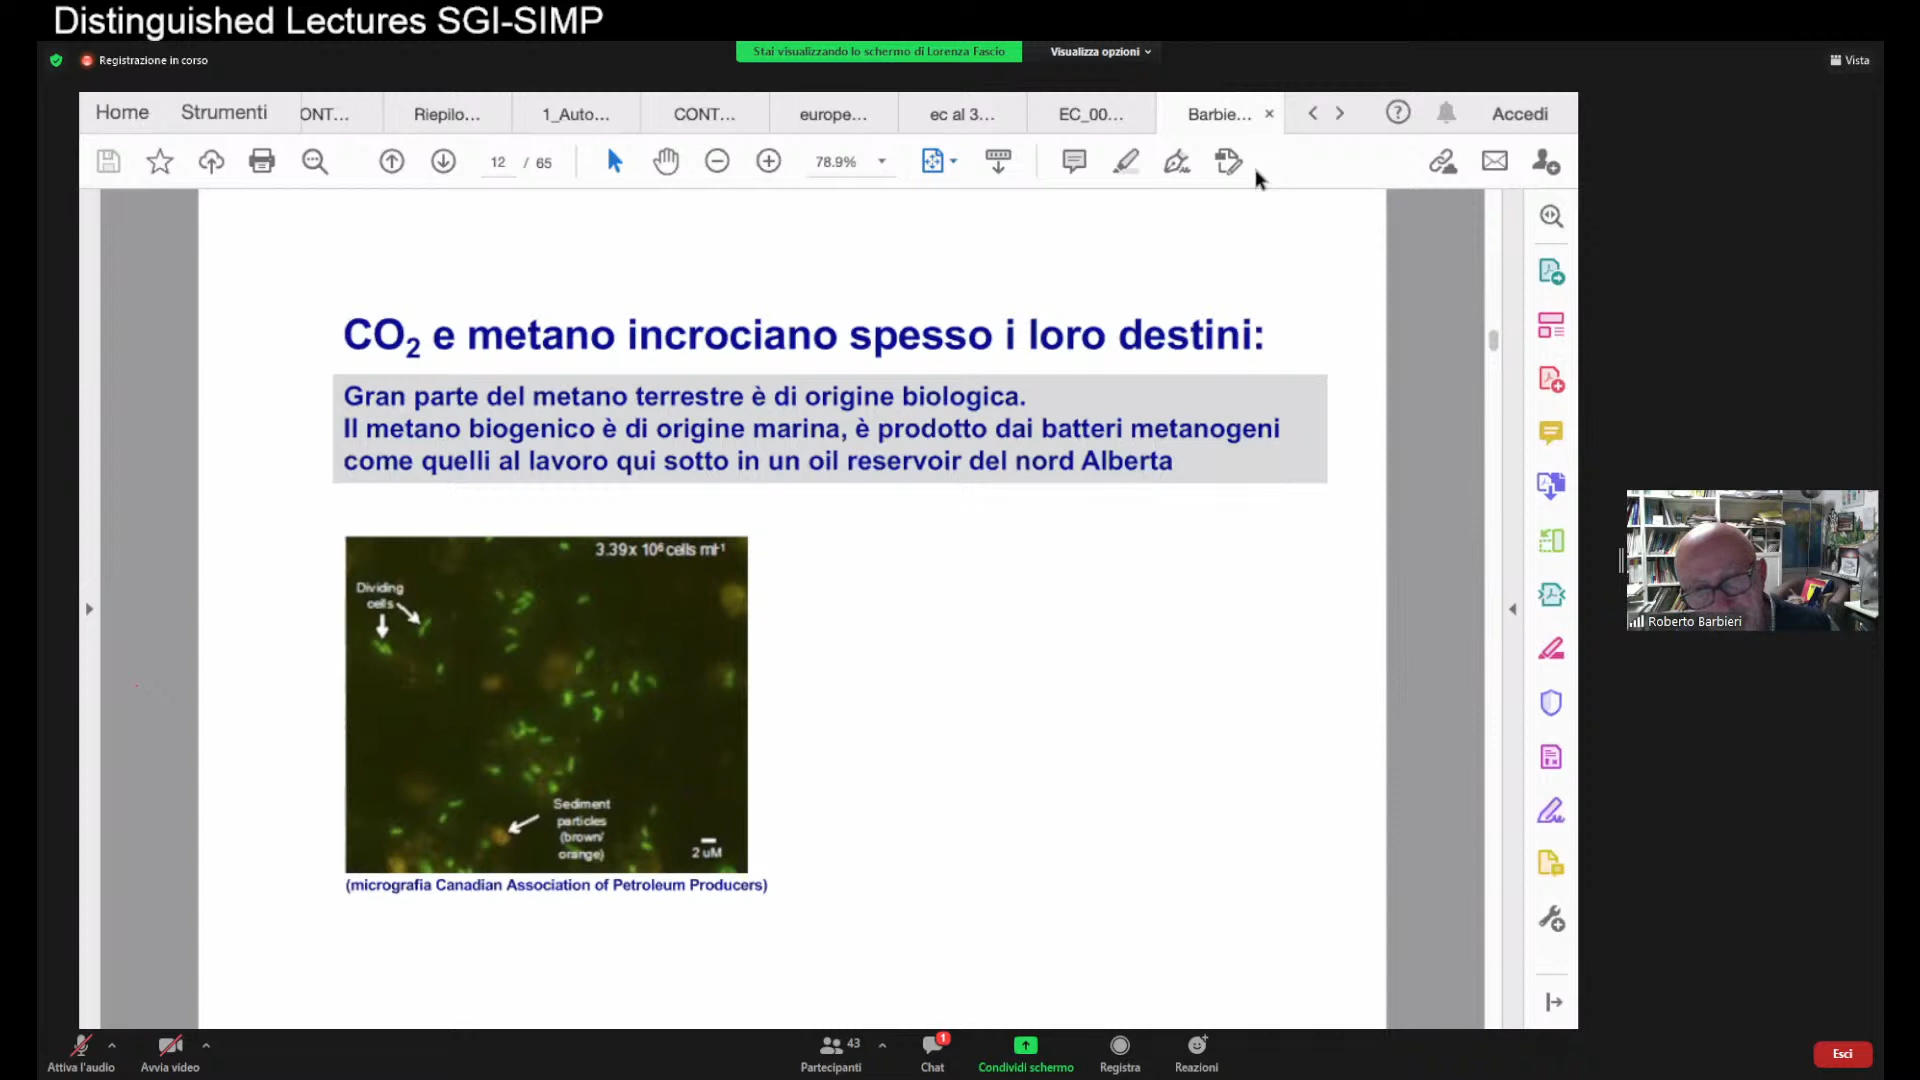 Distinguished Lectures SGI-SIMP
Stai visualizzando lo schermo di Lorenza Fascio
Visualizza opzioni
Registrazione in corso
Vista
Home
Strumenti
ONT...
Riepilo...
1_Auto...
CONT...
europe...
ec al 3...
EC_00...
Barbie...
Accedi
12 / 65
78.9%
CO₂ e metano incrociano spesso i loro destini:
Gran parte del metano terrestre è di origine biologica.
Il metano biogenico è di origine marina, è prodotto dai batteri metanogeni
come quelli al lavoro qui sotto in un oil reservoir del nord Alberta
3.39 x 10⁶ cells ml⁻¹
Dividing
cells
Sediment
particles
(brown/
orange)
2 uM
(micrografia Canadian Association of Petroleum Producers)
Roberto Barbieri
Attiva l'audio
Avvia video
43
Partecipanti
1
Chat
Condividi schermo
Registra
Reazioni
Esci